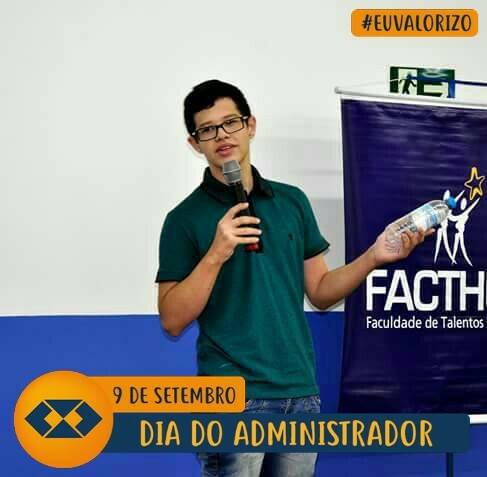 #EUVALORIZO
FACTH
Faculdade de Talentos
9 DE SETEMBRO
DIA DO ADMINISTRADOR